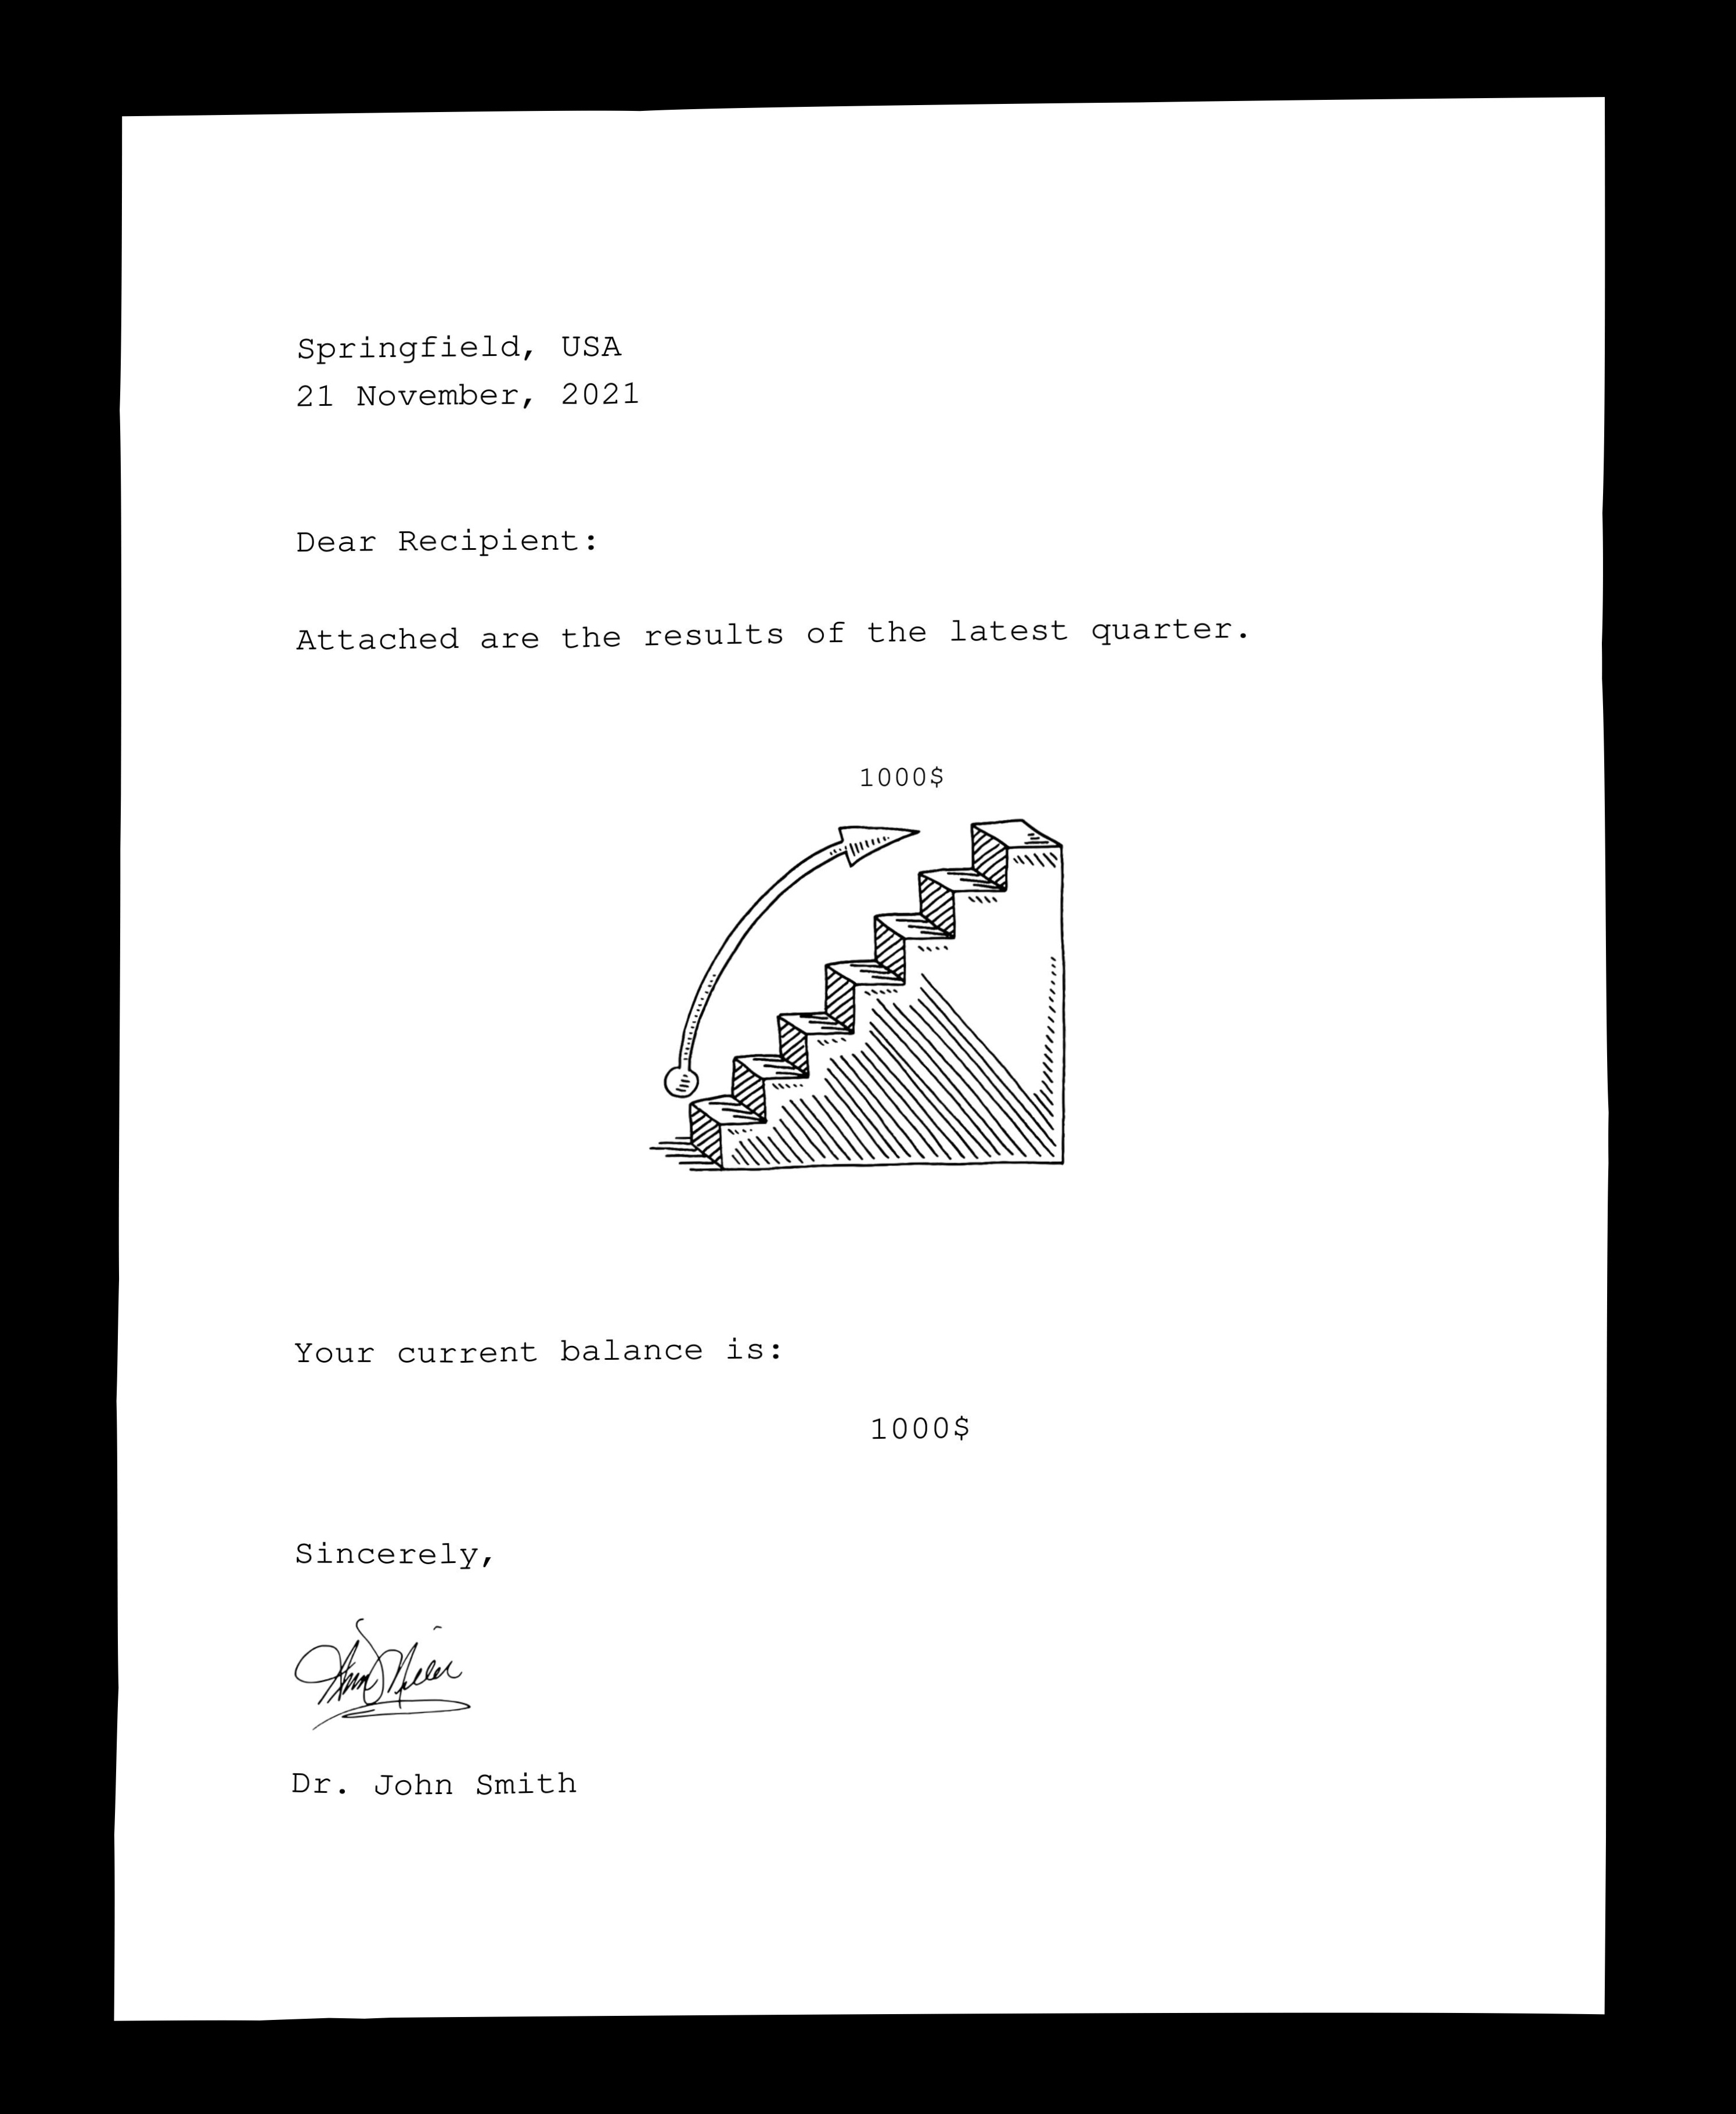 Springfield, USA
21 November, 2021
Dear Recipient:
Attached are the results of the latest quarter.
1000$
Your current balance is:
1000$
Sincerely,
Dr. John Smith